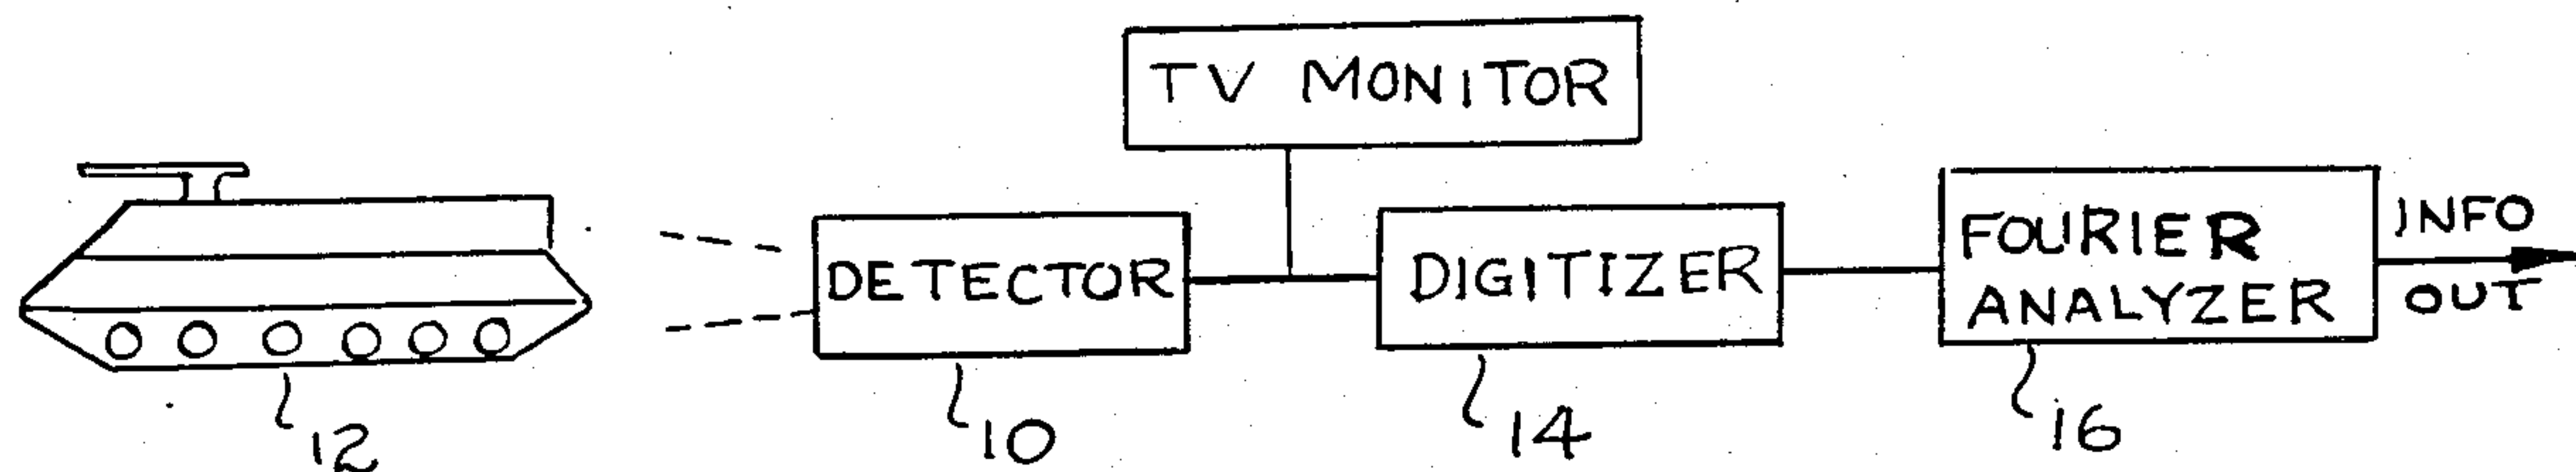 TV MONITOR
DETECTOR
DIGITIZER
FOURIER
ANALYZER
INFO
OUT
12
10
14
16